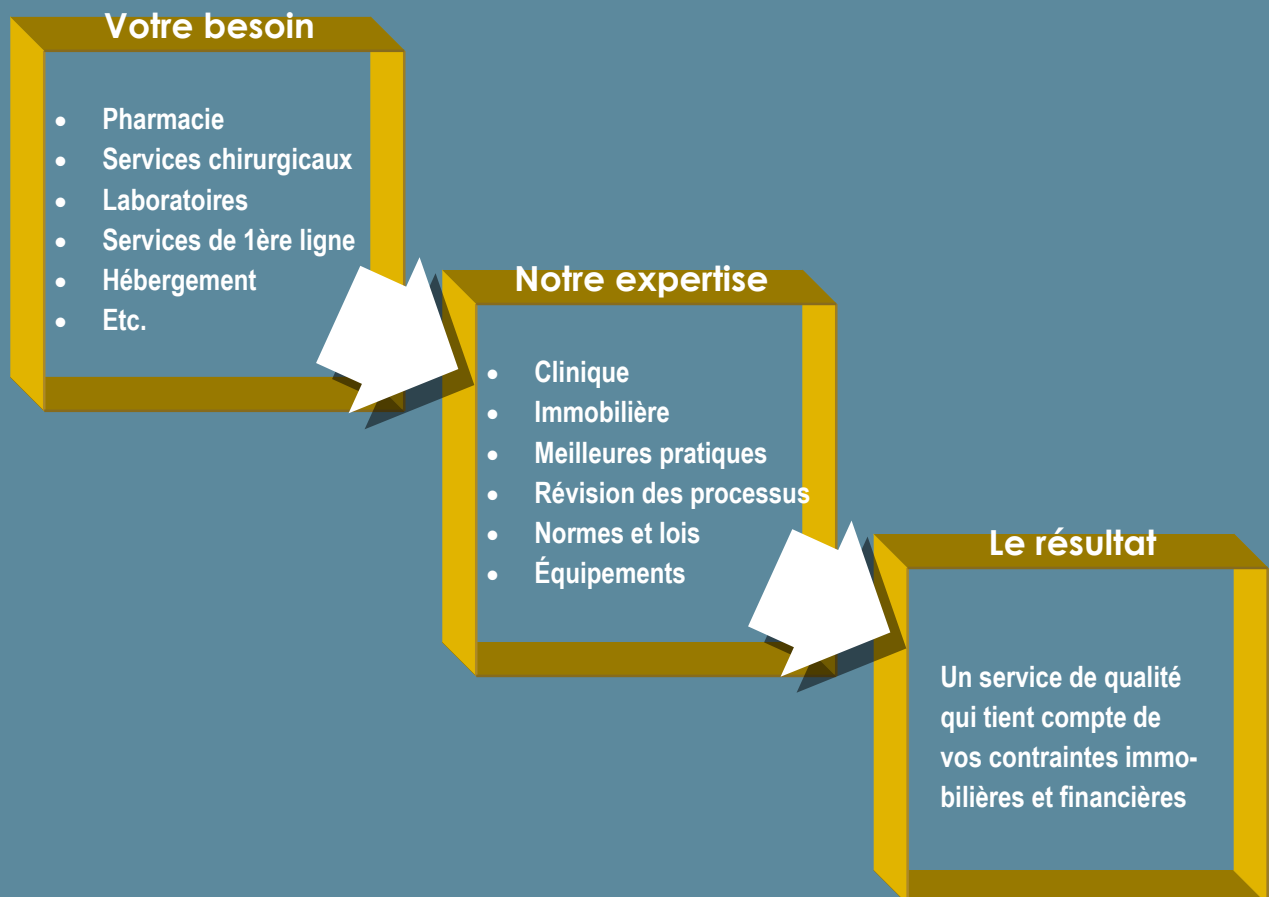 Votre besoin
• Pharmacie
• Services chirurgicaux
• Laboratoires
• Services de 1ère ligne
• Hébergement
• Etc.
Notre expertise
• Clinique
• Immobilière
• Meilleures pratiques
• Révision des processus
• Normes et lois
• Équipements
Le résultat
Un service de qualité
qui tient compte de
vos contraintes immo-
bilières et financières